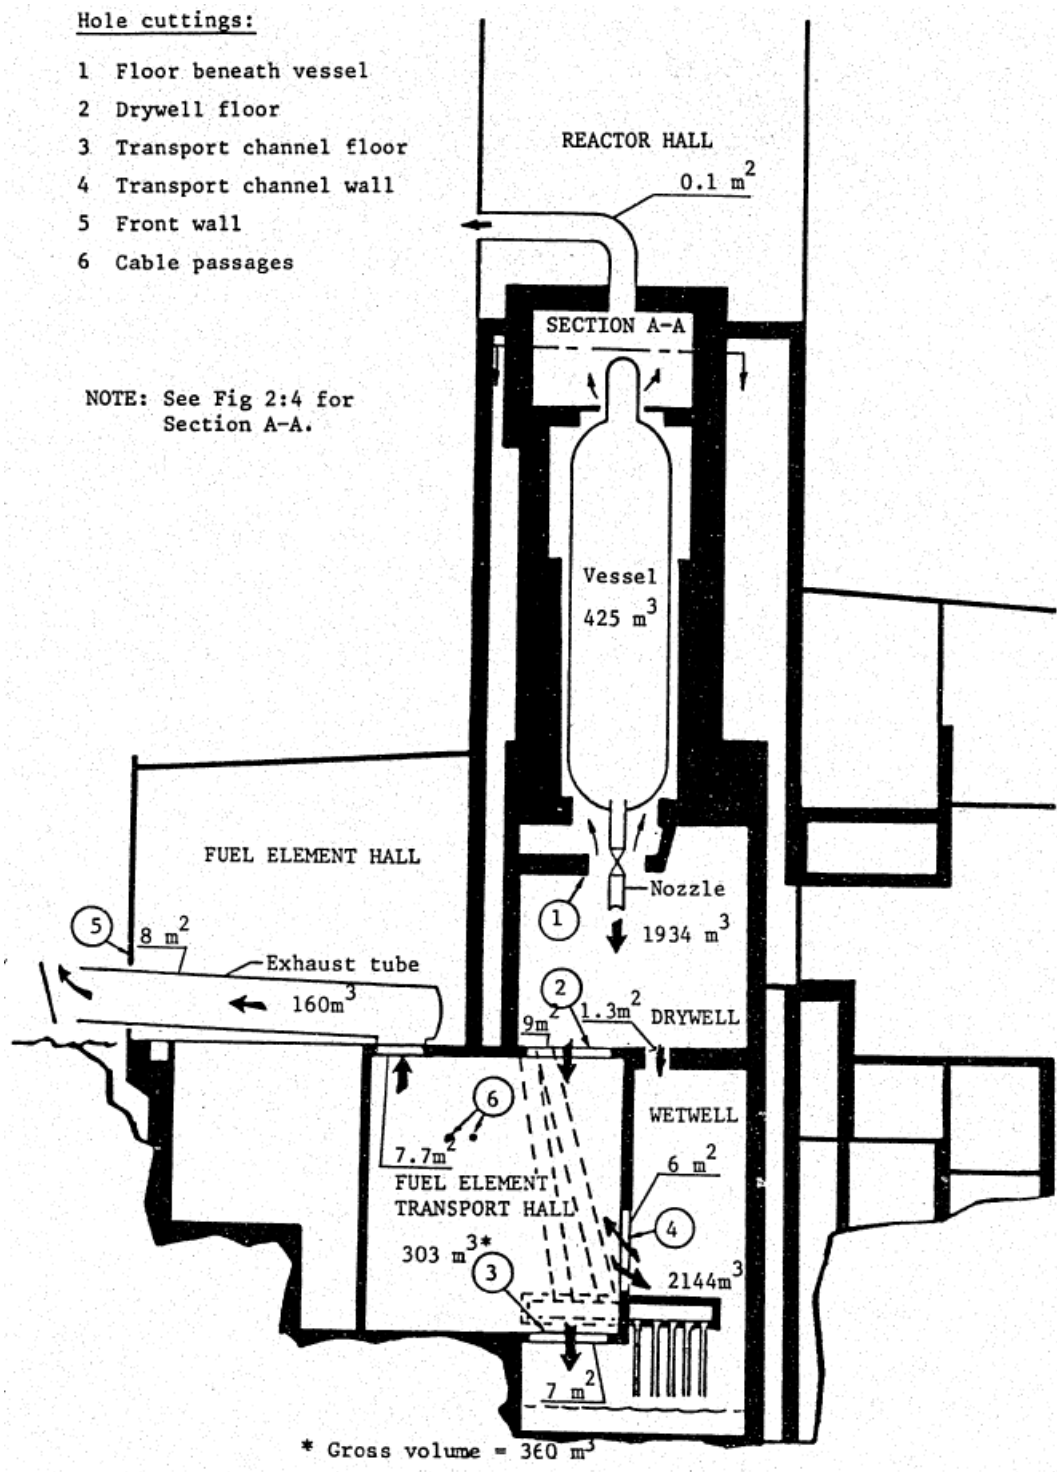 Hole cuttings:
1 Floor beneath vessel
2 Drywell floor
3 Transport channel floor
4 Transport channel wall
5 Front wall
6 Cable passages
REACTOR HALL
0.1 m²
SECTION A-A
NOTE: See Fig 2:4 for
Section A-A.
Vessel
425 m³
FUEL ELEMENT HALL
Nozzle
1
1934 m³
5
8 m²
Exhaust tube
160m³
2
9m²
1.3m²
DRYWELL
6
WETWELL
7.7m²
6 m²
FUEL ELEMENT
TRANSPORT HALL
4
303 m³*
3
2144m³
7 m²
* Gross volume = 360 m³